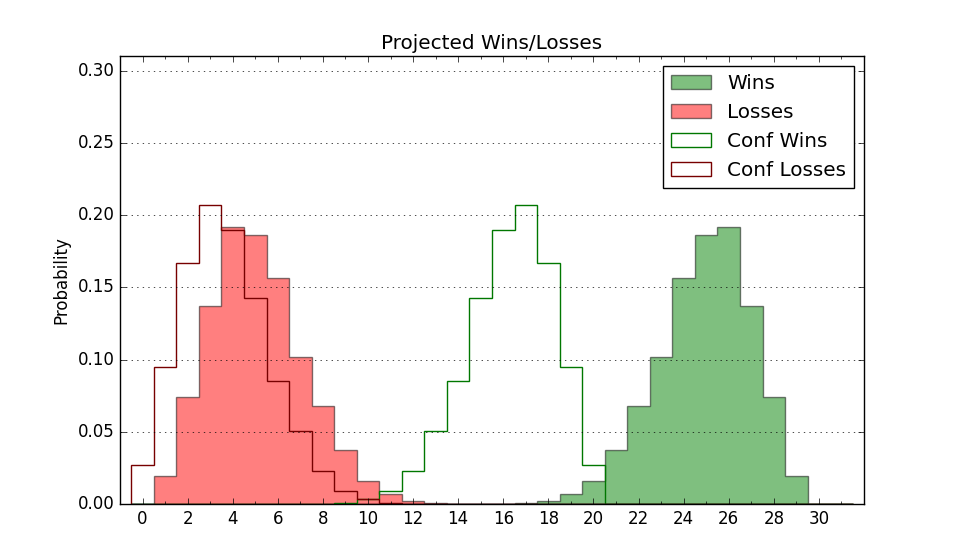 Projected Wins/Losses
0.30
0.25
0.20
0.15
0.10
0.05
0.00
Probability
Wins
Losses
Conf Wins
Conf Losses
0 2 4 6 8 10 12 14 16 18 20 22 24 26 28 30